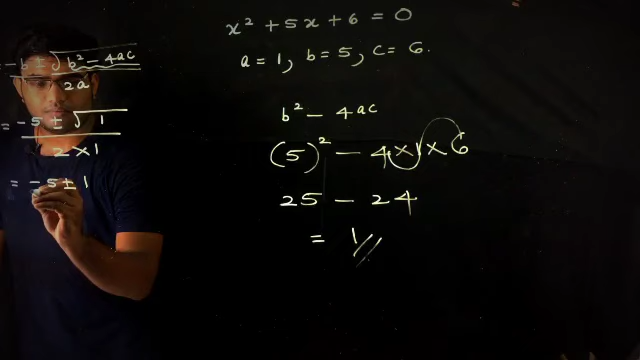 x² + 5x + 6 = 0
a = 1, b = 5, c = 6.
b² - 4ac
(5)² - 4×1×6
25 - 24
= 1
= -b ± √b² - 4ac / 2a
= -5 ± √1 / 2×1
= -5 ± 1